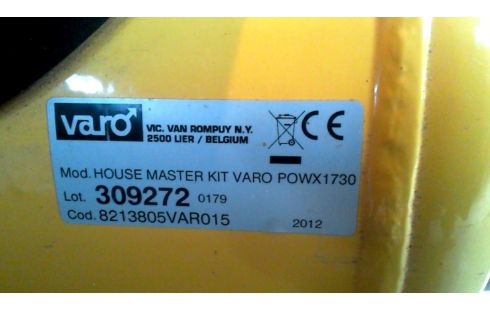 varo
VIC. VAN ROMPUY N.Y.
2500 LIER / BELGIUM
CE
Mod. HOUSE MASTER KIT VARO POWX1730
Lot. 309272 0179
Cod. 8213805VAR015 2012